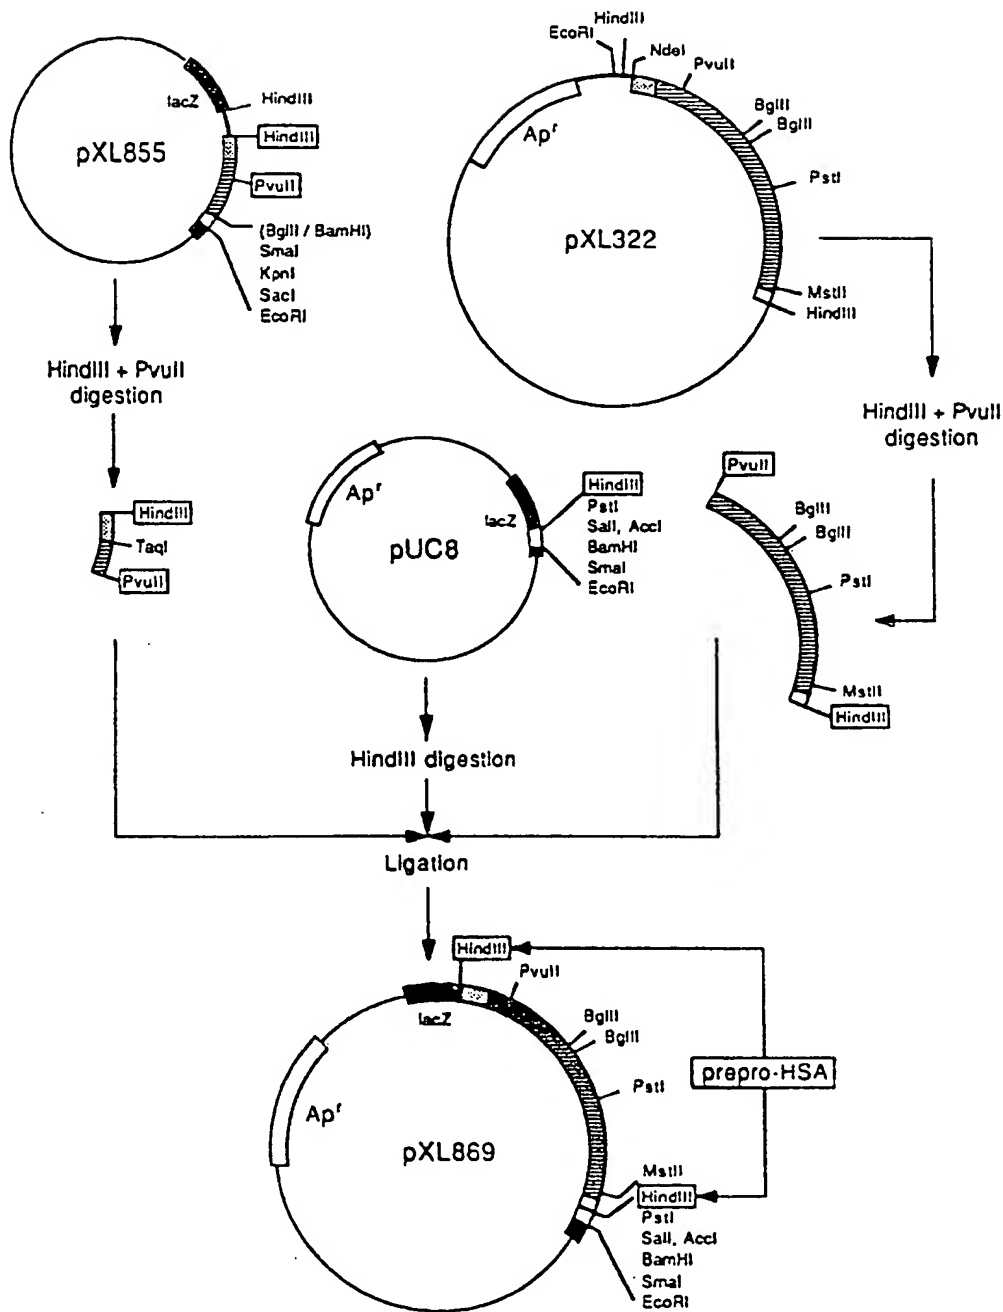 lacZ
HindIII
HindIII
pXL855
PvuII
(BglII / BamHI)
SmaI
KpnI
SacI
EcoRI
HindIII + PvuII
digestion
HindIII
TaqI
PvuII
HindIII
EcoRI
NdeI
PvuII
BglII
BglII
Apʳ
PstI
pXL322
MstII
HindIII
HindIII + PvuII
digestion
PvuII
BglII
BglII
PstI
MstII
HindIII
Apʳ
lacZ
pUC8
HindIII
PstI
SalI, AccI
BamHI
SmaI
EcoRI
HindIII digestion
Ligation
HindIII
PvuII
lacZ
BglII
BglII
PstI
prepro-HSA
Apʳ
pXL869
MstII
HindIII
PstI
SalI, AccI
BamHI
SmaI
EcoRI